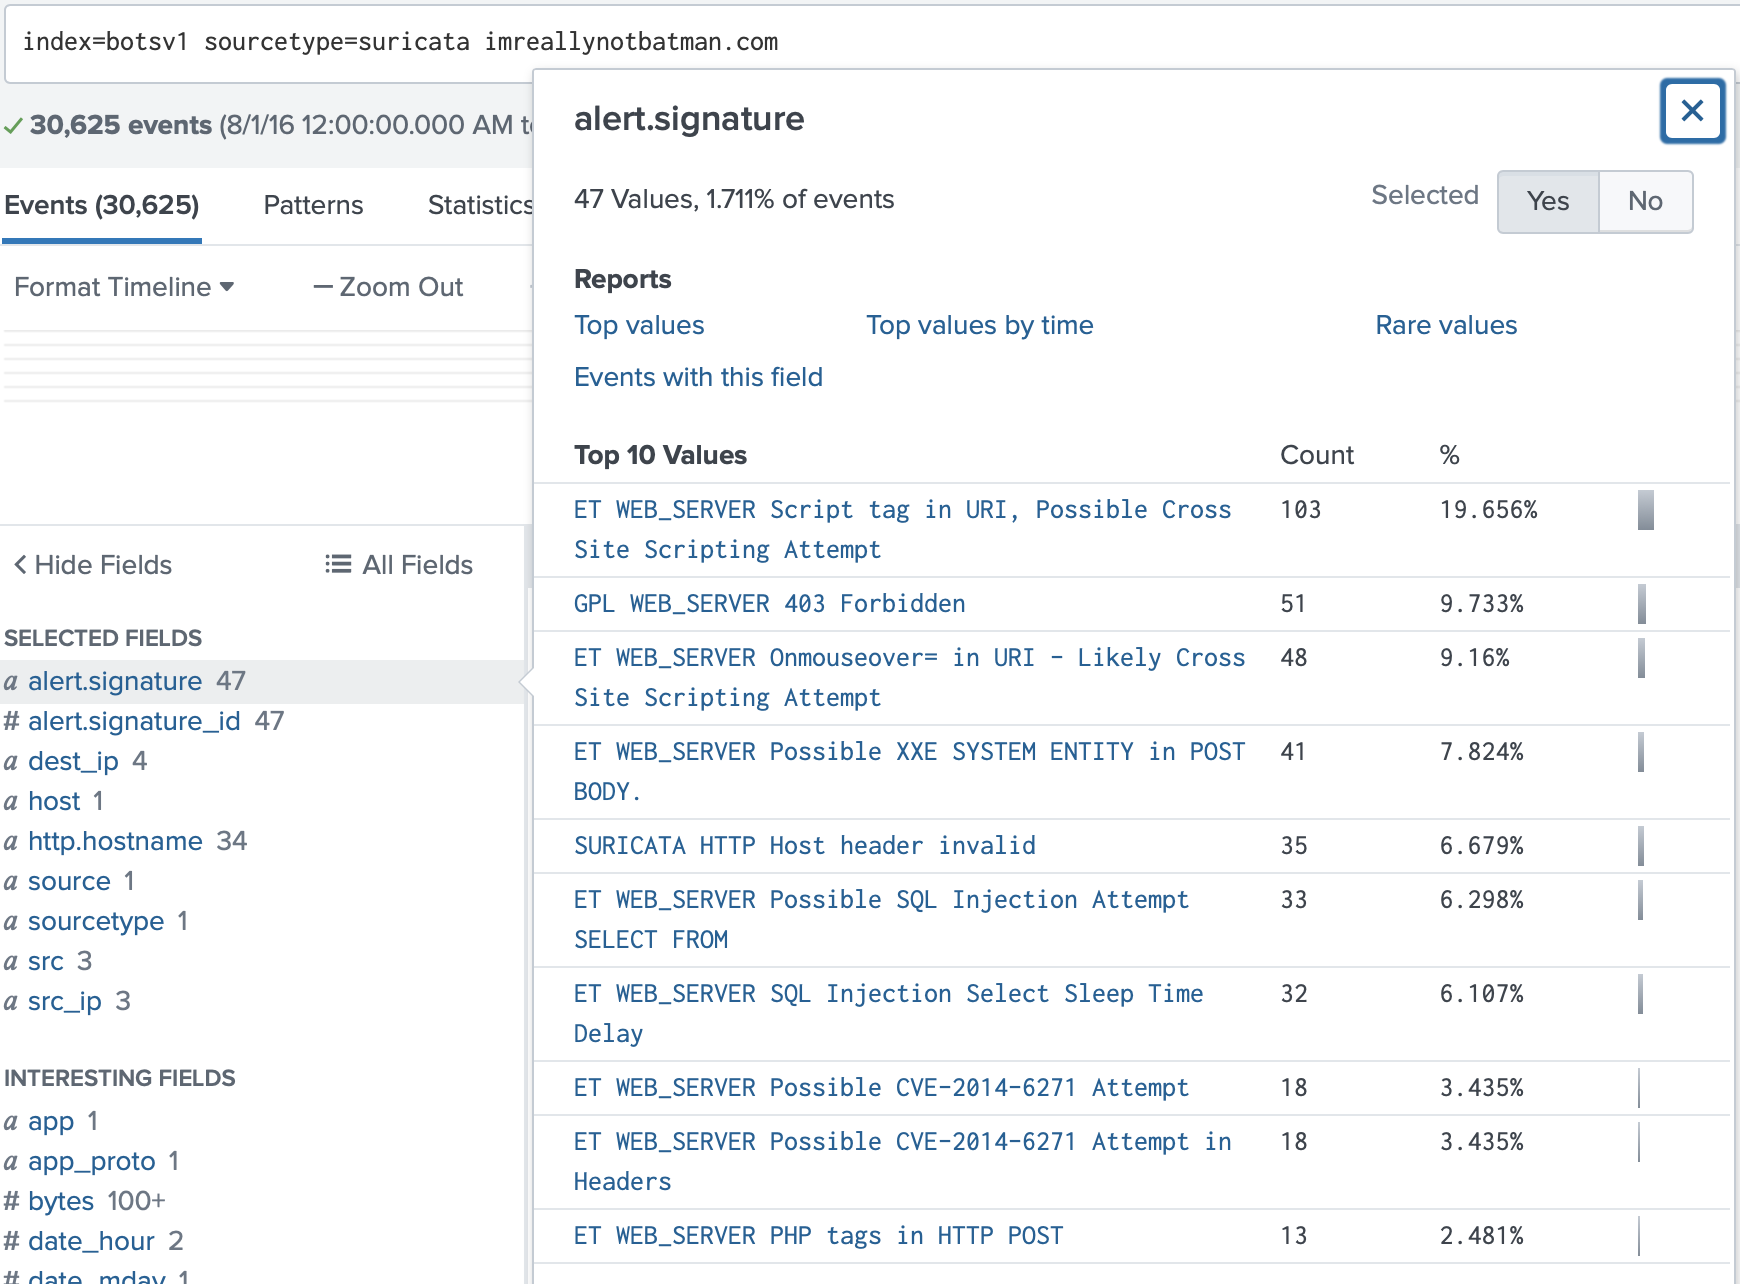 index=botsv1 sourcetype=suricata imreallynotbatman.com
30,625 events (8/1/16 12:00:00.000 AM
Events (30,625) Patterns Statistics
Format Timeline — Zoom Out
< Hide Fields All Fields
SELECTED FIELDS
a alert.signature 47
# alert.signature_id 47
a dest_ip 4
a host 1
a http.hostname 34
a source 1
a sourcetype 1
a src 3
a src_ip 3
INTERESTING FIELDS
a app 1
a app_proto 1
# bytes 100+
# date_hour 2
# date_mday 1
alert.signature
47 Values, 1.711% of events
Selected Yes No
Reports
Top values Top values by time Rare values
Events with this field
Top 10 Values Count %
ET WEB_SERVER Script tag in URI, Possible Cross 103 19.656%
Site Scripting Attempt
GPL WEB_SERVER 403 Forbidden 51 9.733%
ET WEB_SERVER Onmouseover= in URI - Likely Cross 48 9.16%
Site Scripting Attempt
ET WEB_SERVER Possible XXE SYSTEM ENTITY in POST 41 7.824%
BODY.
SURICATA HTTP Host header invalid 35 6.679%
ET WEB_SERVER Possible SQL Injection Attempt 33 6.298%
SELECT FROM
ET WEB_SERVER SQL Injection Select Sleep Time 32 6.107%
Delay
ET WEB_SERVER Possible CVE-2014-6271 Attempt 18 3.435%
ET WEB_SERVER Possible CVE-2014-6271 Attempt in 18 3.435%
Headers
ET WEB_SERVER PHP tags in HTTP POST 13 2.481%